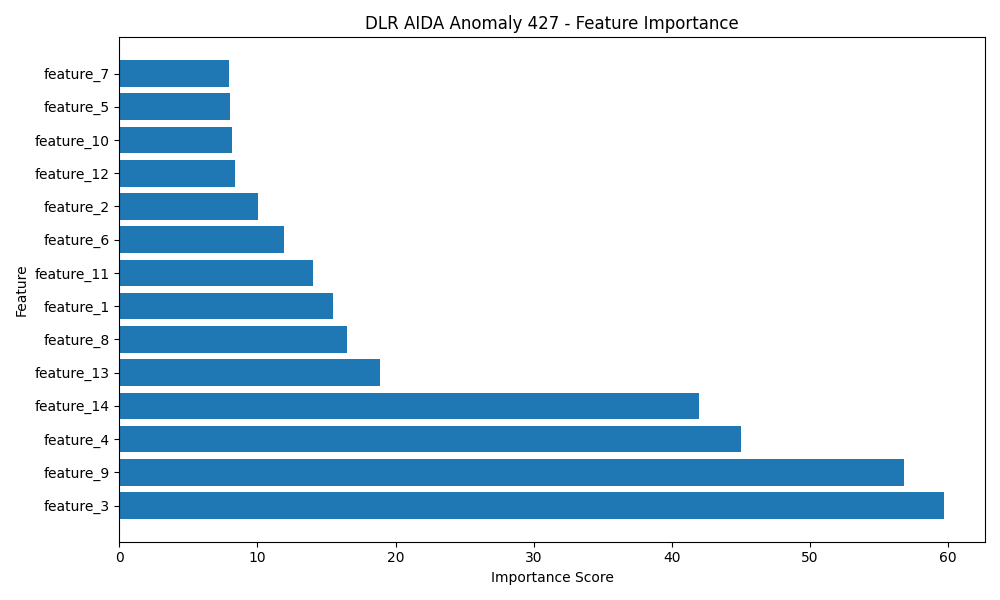 DLR AIDA Anomaly 427 - Feature Importance
feature_7
feature_5
feature_10
feature_12
feature_2
feature_6
feature_11
feature_1
feature_8
feature_13
feature_14
feature_4
feature_9
feature_3
Feature
0 10 20 30 40 50 60
Importance Score